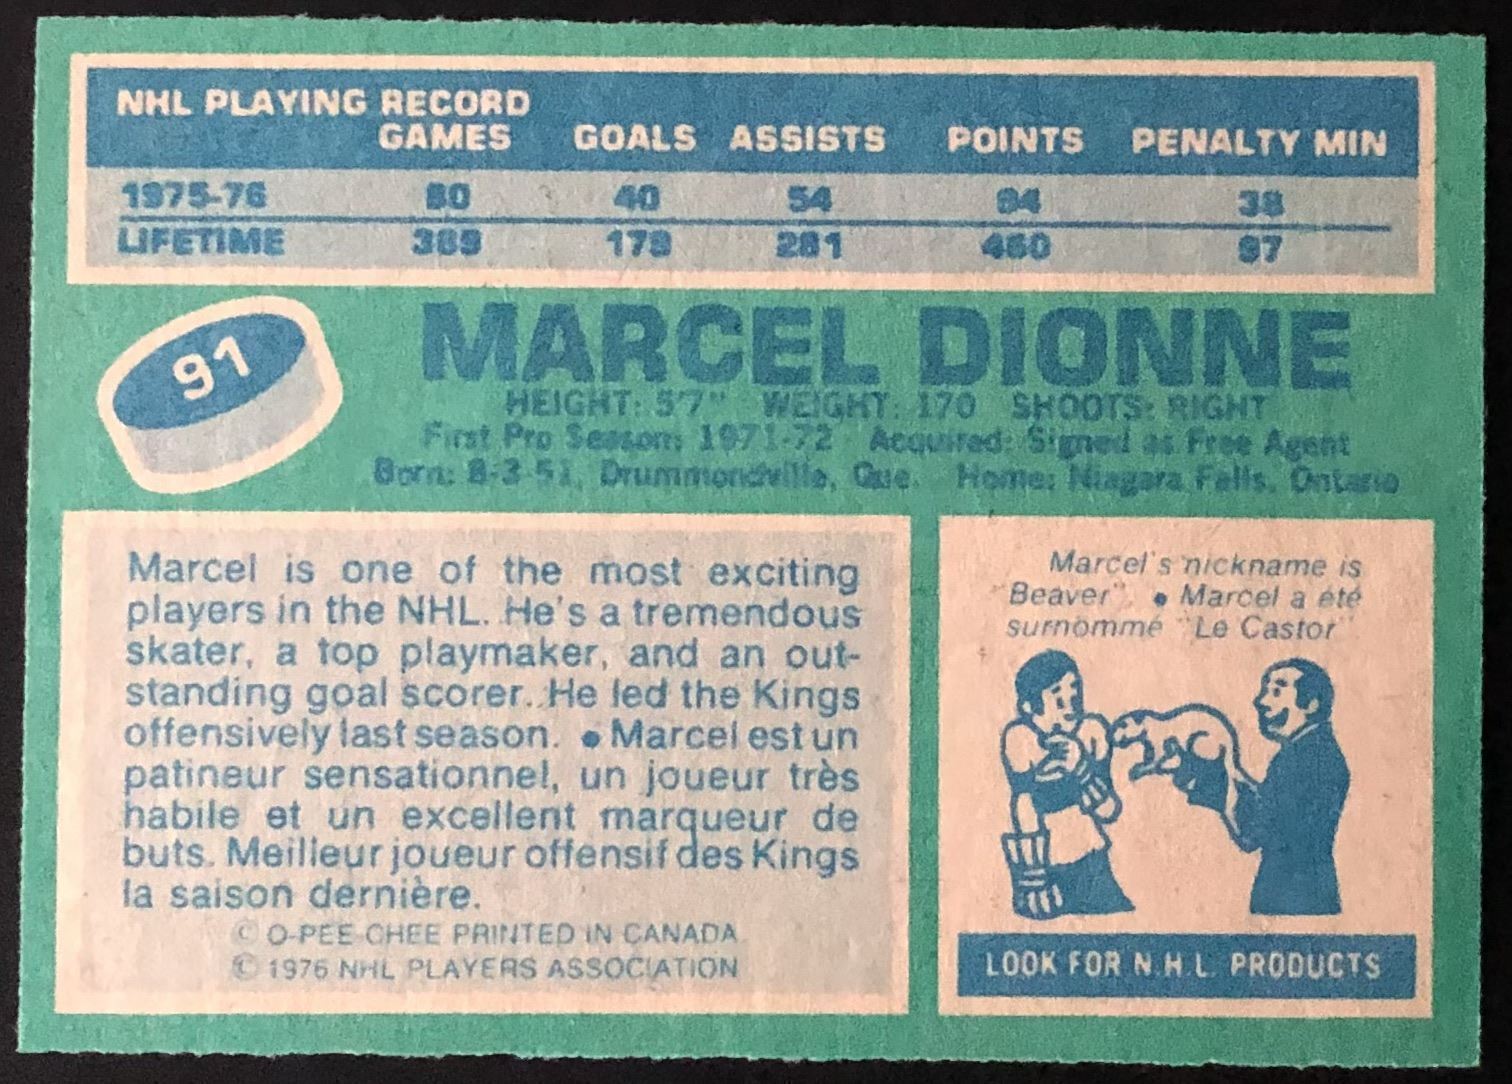 NHL PLAYING RECORD
GAMES GOALS ASSISTS POINTS PENALTY MIN
1975-76 80 40 54 94 38
LIFETIME 389 179 281 460 97
91
MARCEL DIONNE
HEIGHT: 5'7" WEIGHT: 170 SHOOTS: RIGHT
First Pro Season: 1971-72 Acquired: Signed as Free Agent
Born: 8-3-51, Drummondville, Que. Home: Niagara Falls, Ontario
Marcel is one of the most exciting
players in the NHL. He's a tremendous
skater, a top playmaker, and an out-
standing goal scorer. He led the Kings
offensively last season. • Marcel est un
patineur sensationnel, un joueur très
habile et un excellent marqueur de
buts. Meilleur joueur offensif des Kings
la saison dernière.
© O-PEE-CHEE PRINTED IN CANADA
© 1976 NHL PLAYERS ASSOCIATION
Marcel's nickname is
"Beaver". • Marcel a été
surnommé "Le Castor"
LOOK FOR N.H.L. PRODUCTS